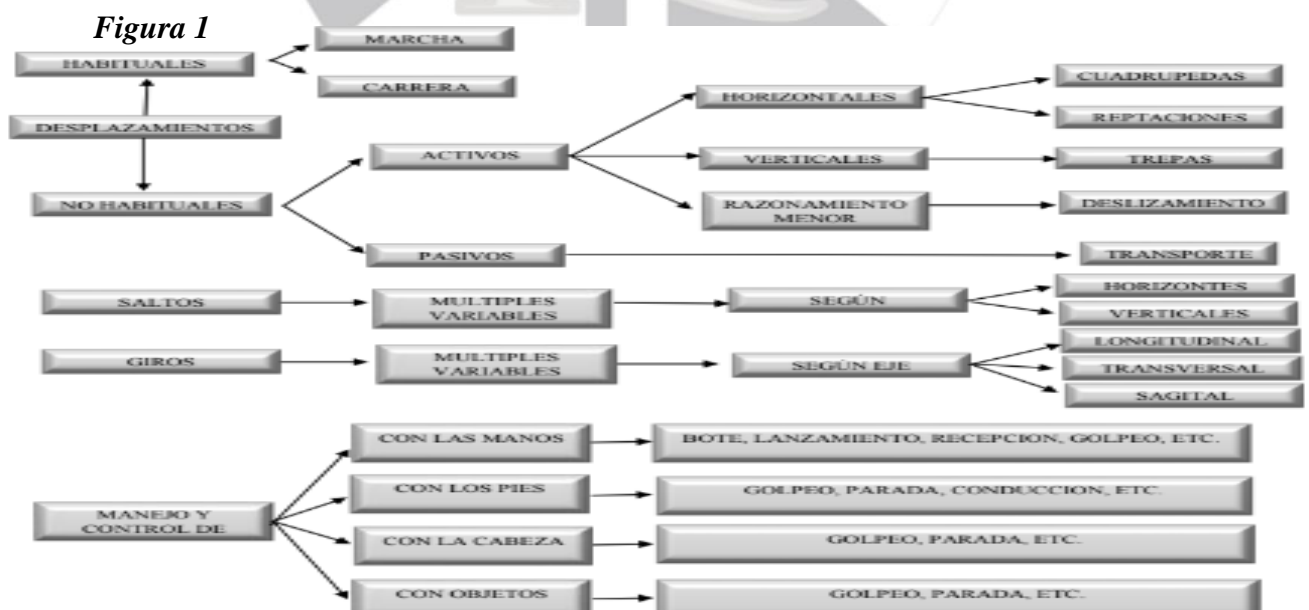 Figura 1
MARCHA
HABITUALES
CARRERA
DESPLAZAMIENTOS
CUADRUPEDAS
HORIZONTALES
REPTACIONES
ACTIVOS
VERTICALES
TREPAS
NO HABITUALES
RAZONAMIENTO
MENOR
DESLIZAMIENTO
PASIVOS
TRANSPORTE
SALTOS
MULTIPLES
VARIABLES
SEGÚN
HORIZONTES
VERTICALES
GIROS
MULTIPLES
VARIABLES
SEGÚN EJE
LONGITUDINAL
TRANSVERSAL
SAGITAL
MANEJO Y
CONTROL DE
CON LAS MANOS
BOTE, LANZAMIENTO, RECEPCION, GOLPEO, ETC.
CON LOS PIES
GOLPEO, PARADA, CONDUCCION, ETC.
CON LA CABEZA
GOLPEO, PARADA, ETC.
CON OBJETOS
GOLPEO, PARADA, ETC.